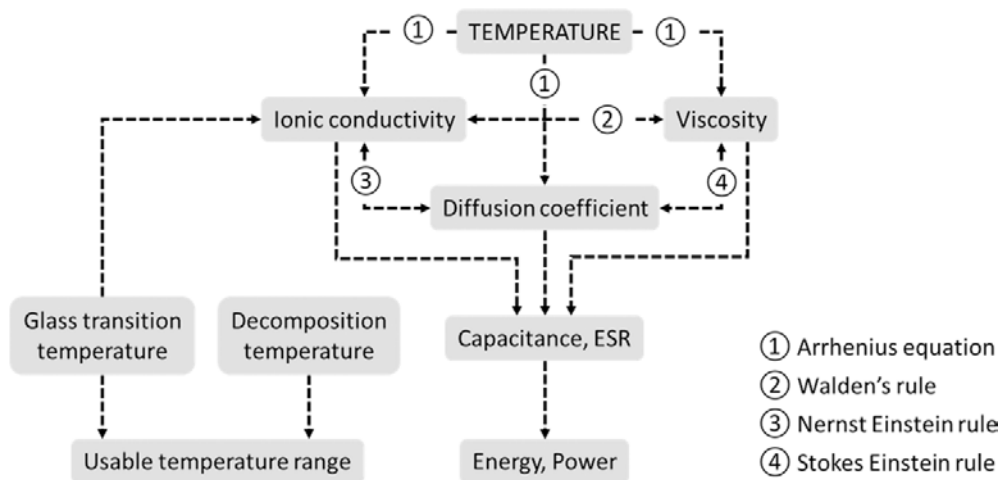 ① TEMPERATURE ①
①
Ionic conductivity ② Viscosity
③ ④
Diffusion coefficient
Glass transition
temperature
Decomposition
temperature
Capacitance, ESR
Usable temperature range
Energy, Power
① Arrhenius equation
② Walden's rule
③ Nernst Einstein rule
④ Stokes Einstein rule